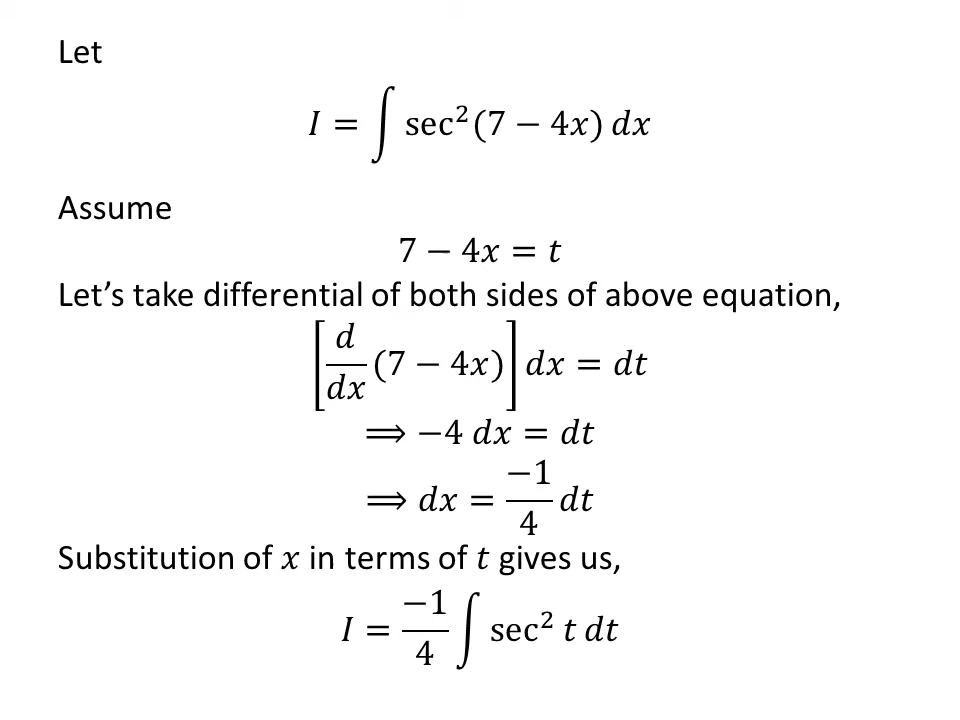 Let
I = ∫ sec²(7 − 4x) dx
Assume
7 − 4x = t
Let’s take differential of both sides of above equation,
[d/dx (7 − 4x)] dx = dt
⟹ −4 dx = dt
⟹ dx = −1/4 dt
Substitution of x in terms of t gives us,
I = −1/4 ∫ sec² t dt